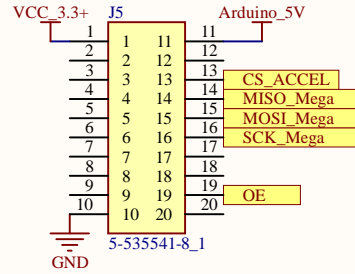 VCC_3.3+ J5 Arduino_5V
1 1 11 11
2 2 12 12
3 3 13 13 CS_ACCEL
4 4 14 14 MISO_Mega
5 5 15 15 MOSI_Mega
6 6 16 16 SCK_Mega
7 7 17 17
8 8 18 18
9 9 19 19 OE
10 10 20 20
5-535541-8_1
GND